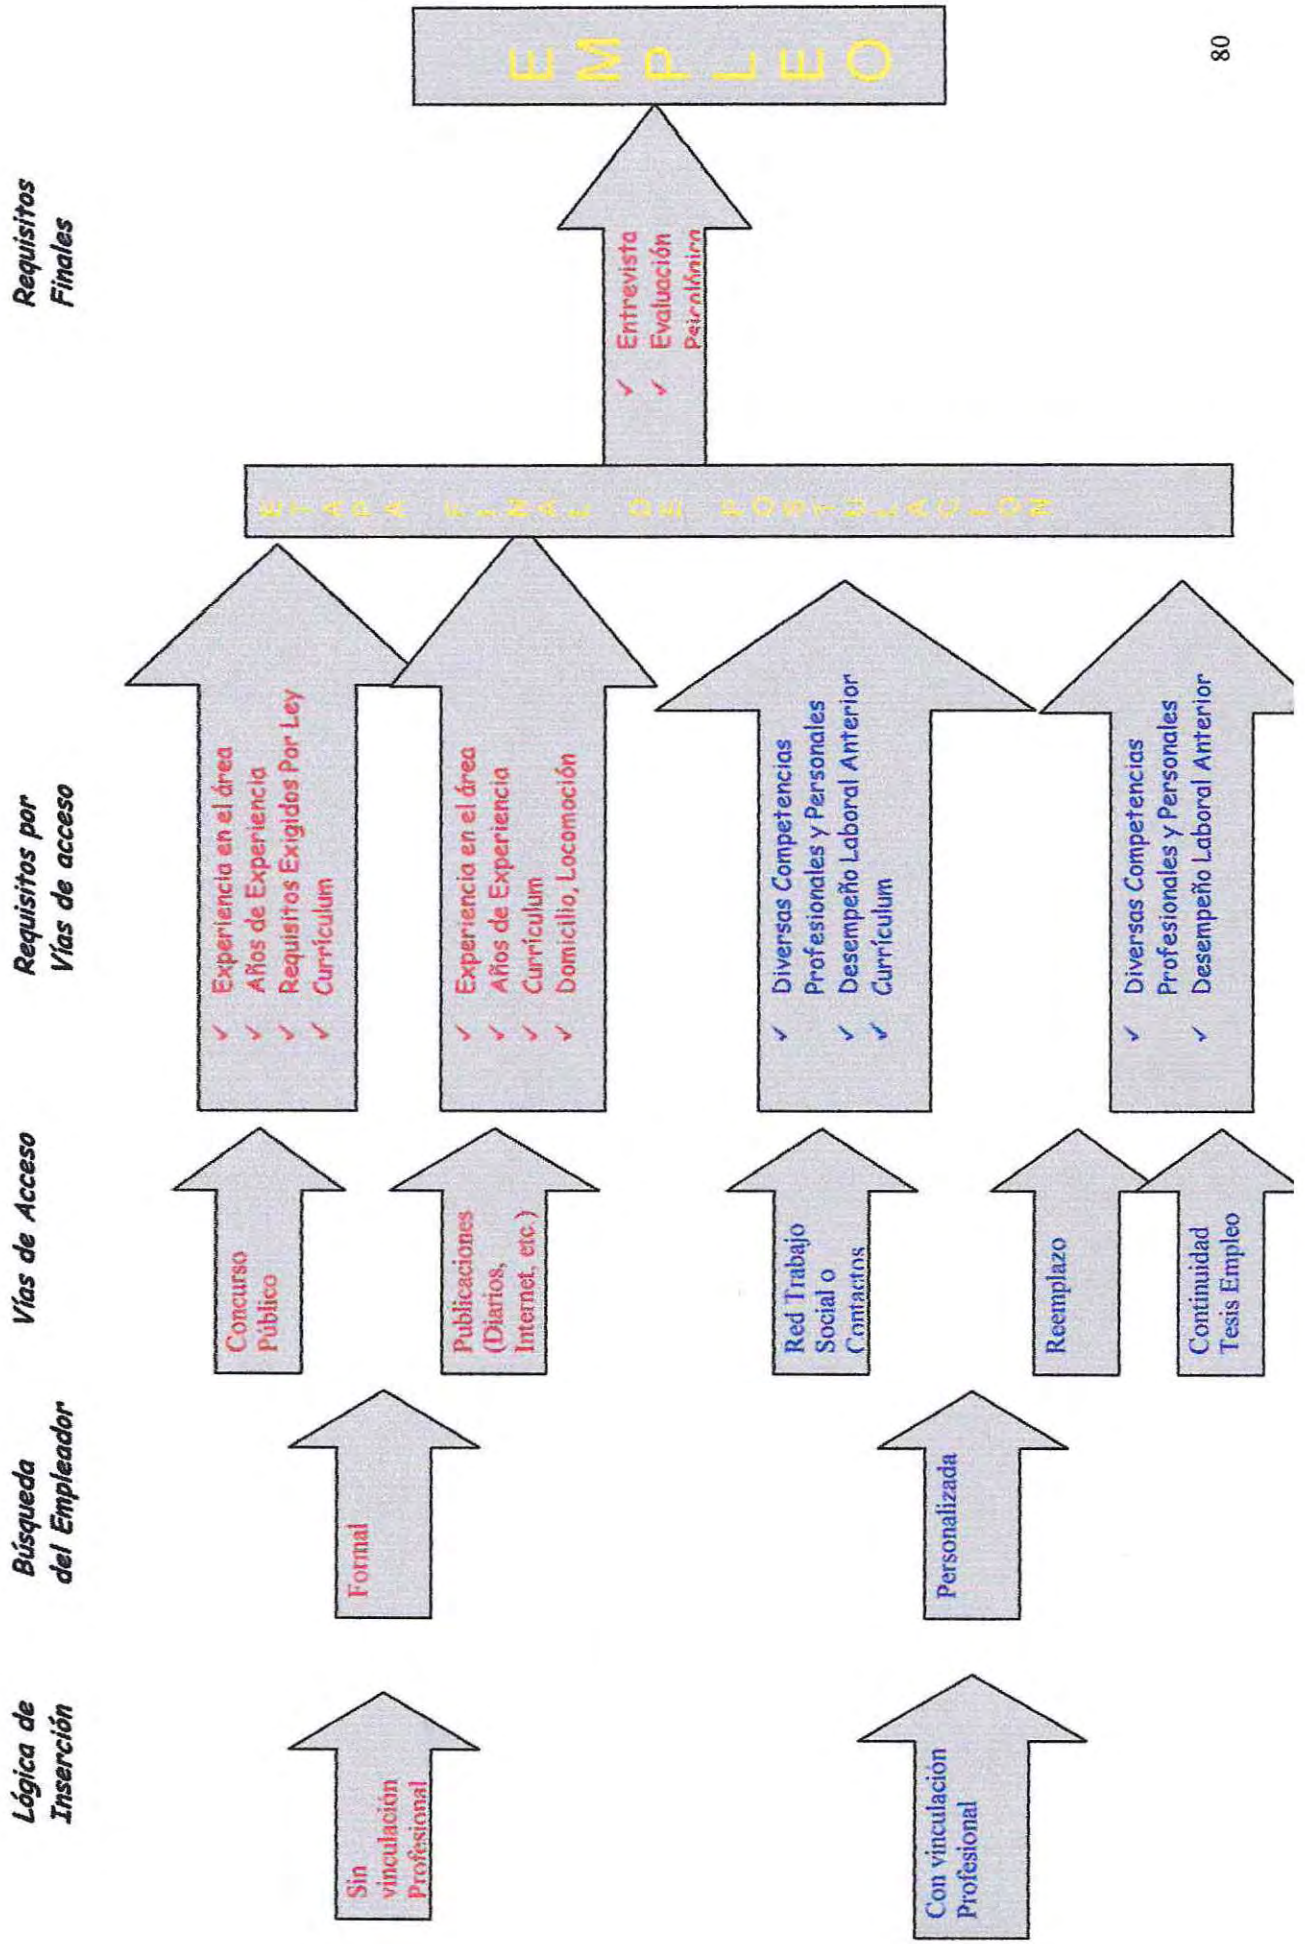 Lógica de
Inserción
Búsqueda
del Empleador
Vías de Acceso
Requisitos por
Vías de acceso
Requisitos
Finales
Sin
vinculación
Profesional
Formal
Concurso
Público
✓ Experiencia en el área
✓ Años de Experiencia
✓ Requisitos Exigidos Por Ley
✓ Currículum
Publicaciones
(Diarios,
Internet, etc.)
✓ Experiencia en el área
✓ Años de Experiencia
✓ Currículum
✓ Domicilio, Locomoción
Con vinculación
Profesional
Personalizada
Red Trabajo
Social o
Contactos
✓ Diversas Competencias
Profesionales y Personales
✓ Desempeño Laboral Anterior
✓ Currículum
Reemplazo
Continuidad
Tesis Empleo
✓ Diversas Competencias
Profesionales y Personales
✓ Desempeño Laboral Anterior
ETAPA FINAL DE POSTULACION
✓ Entrevista
✓ Evaluación
Psicológica
EMPLEO
80